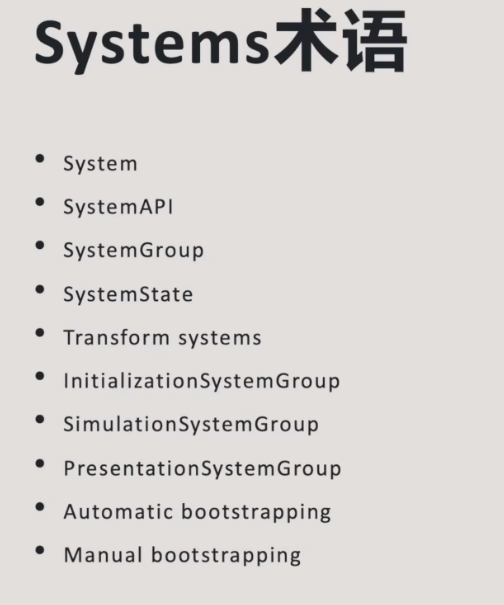 Systems术语
• System
• SystemAPI
• SystemGroup
• SystemState
• Transform systems
• InitializationSystemGroup
• SimulationSystemGroup
• PresentationSystemGroup
• Automatic bootstrapping
• Manual bootstrapping